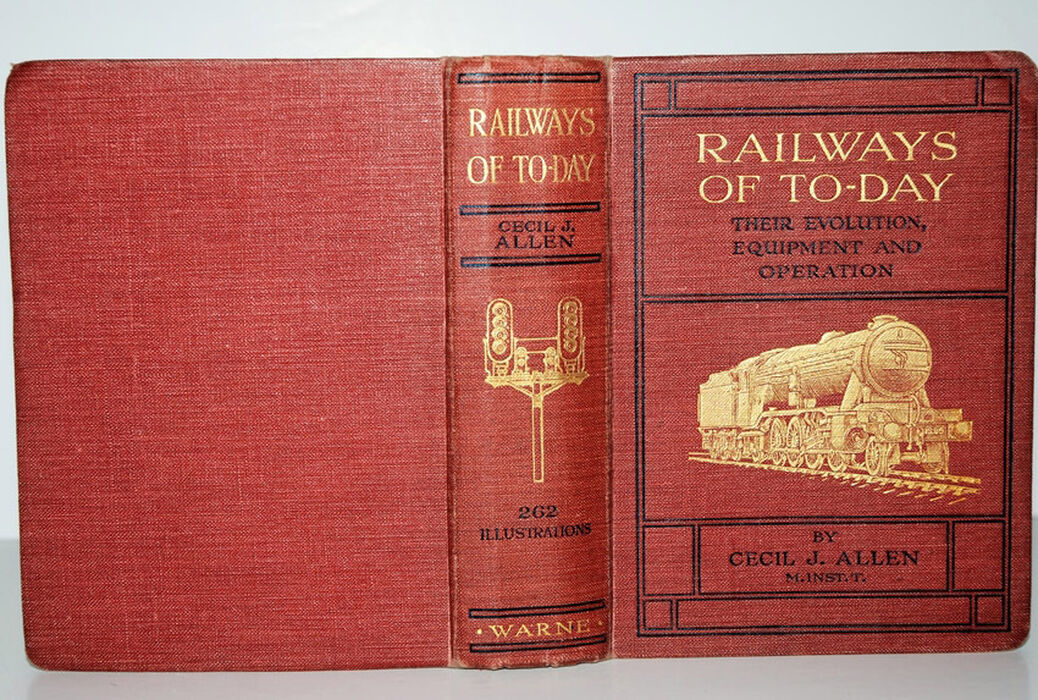 RAILWAYS
OF TO-DAY
CECIL J.
ALLEN
262
ILLUSTRATIONS
· WARNE ·
RAILWAYS
OF TO-DAY
THEIR EVOLUTION,
EQUIPMENT AND
OPERATION
BY
CECIL J. ALLEN
M.INST.T.